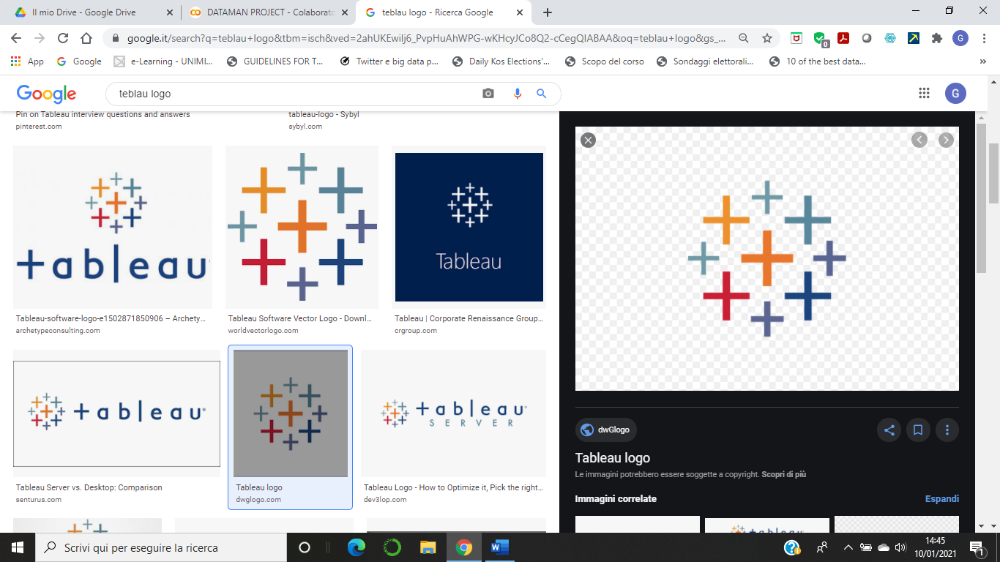 Il mio Drive - Google Drive
DATAMAN PROJECT - Colaborato
teblau logo - Ricerca Google
google.it/search?q=teblau+logo&tbm=isch&ved=2ahUKEwilj6_PvpHuAhWPG-wKHcyJCo8Q2-cCegQIABAA&oq=teblau+logo&gs_...
0
G
App
Google
e-Learning - UNIMI...
GUIDELINES FOR T...
Twitter e big data p...
Daily Kos Elections'...
Scopo del corso
Sondaggi elettorali...
10 of the best data...
»
Google
teblau logo
G
Pin on Tableau interview questions and answers
pinterest.com
tableau-logo - Sybyl
sybyl.com
+ableau
Tableau
Tableau-software-logo-e1502871850906 – Archety...
archetypeconsulting.com
Tableau Software Vector Logo - Downl...
worldvectorlogo.com
Tableau | Corporate Renaissance Group...
crgroup.com
+ableau®
+ableau®
SERVER
Tableau Server vs. Desktop: Comparison
senturus.com
Tableau logo
dwglogo.com
Tableau Logo - How to Optimize it, Pick the right...
dev3lop.com
dwGlogo
Tableau logo
Le immagini potrebbero essere soggette a copyright. Scopri di più
Immagini correlate
Espandi
+ableau
Scrivi qui per eseguire la ricerca
14:45
10/01/2021
1